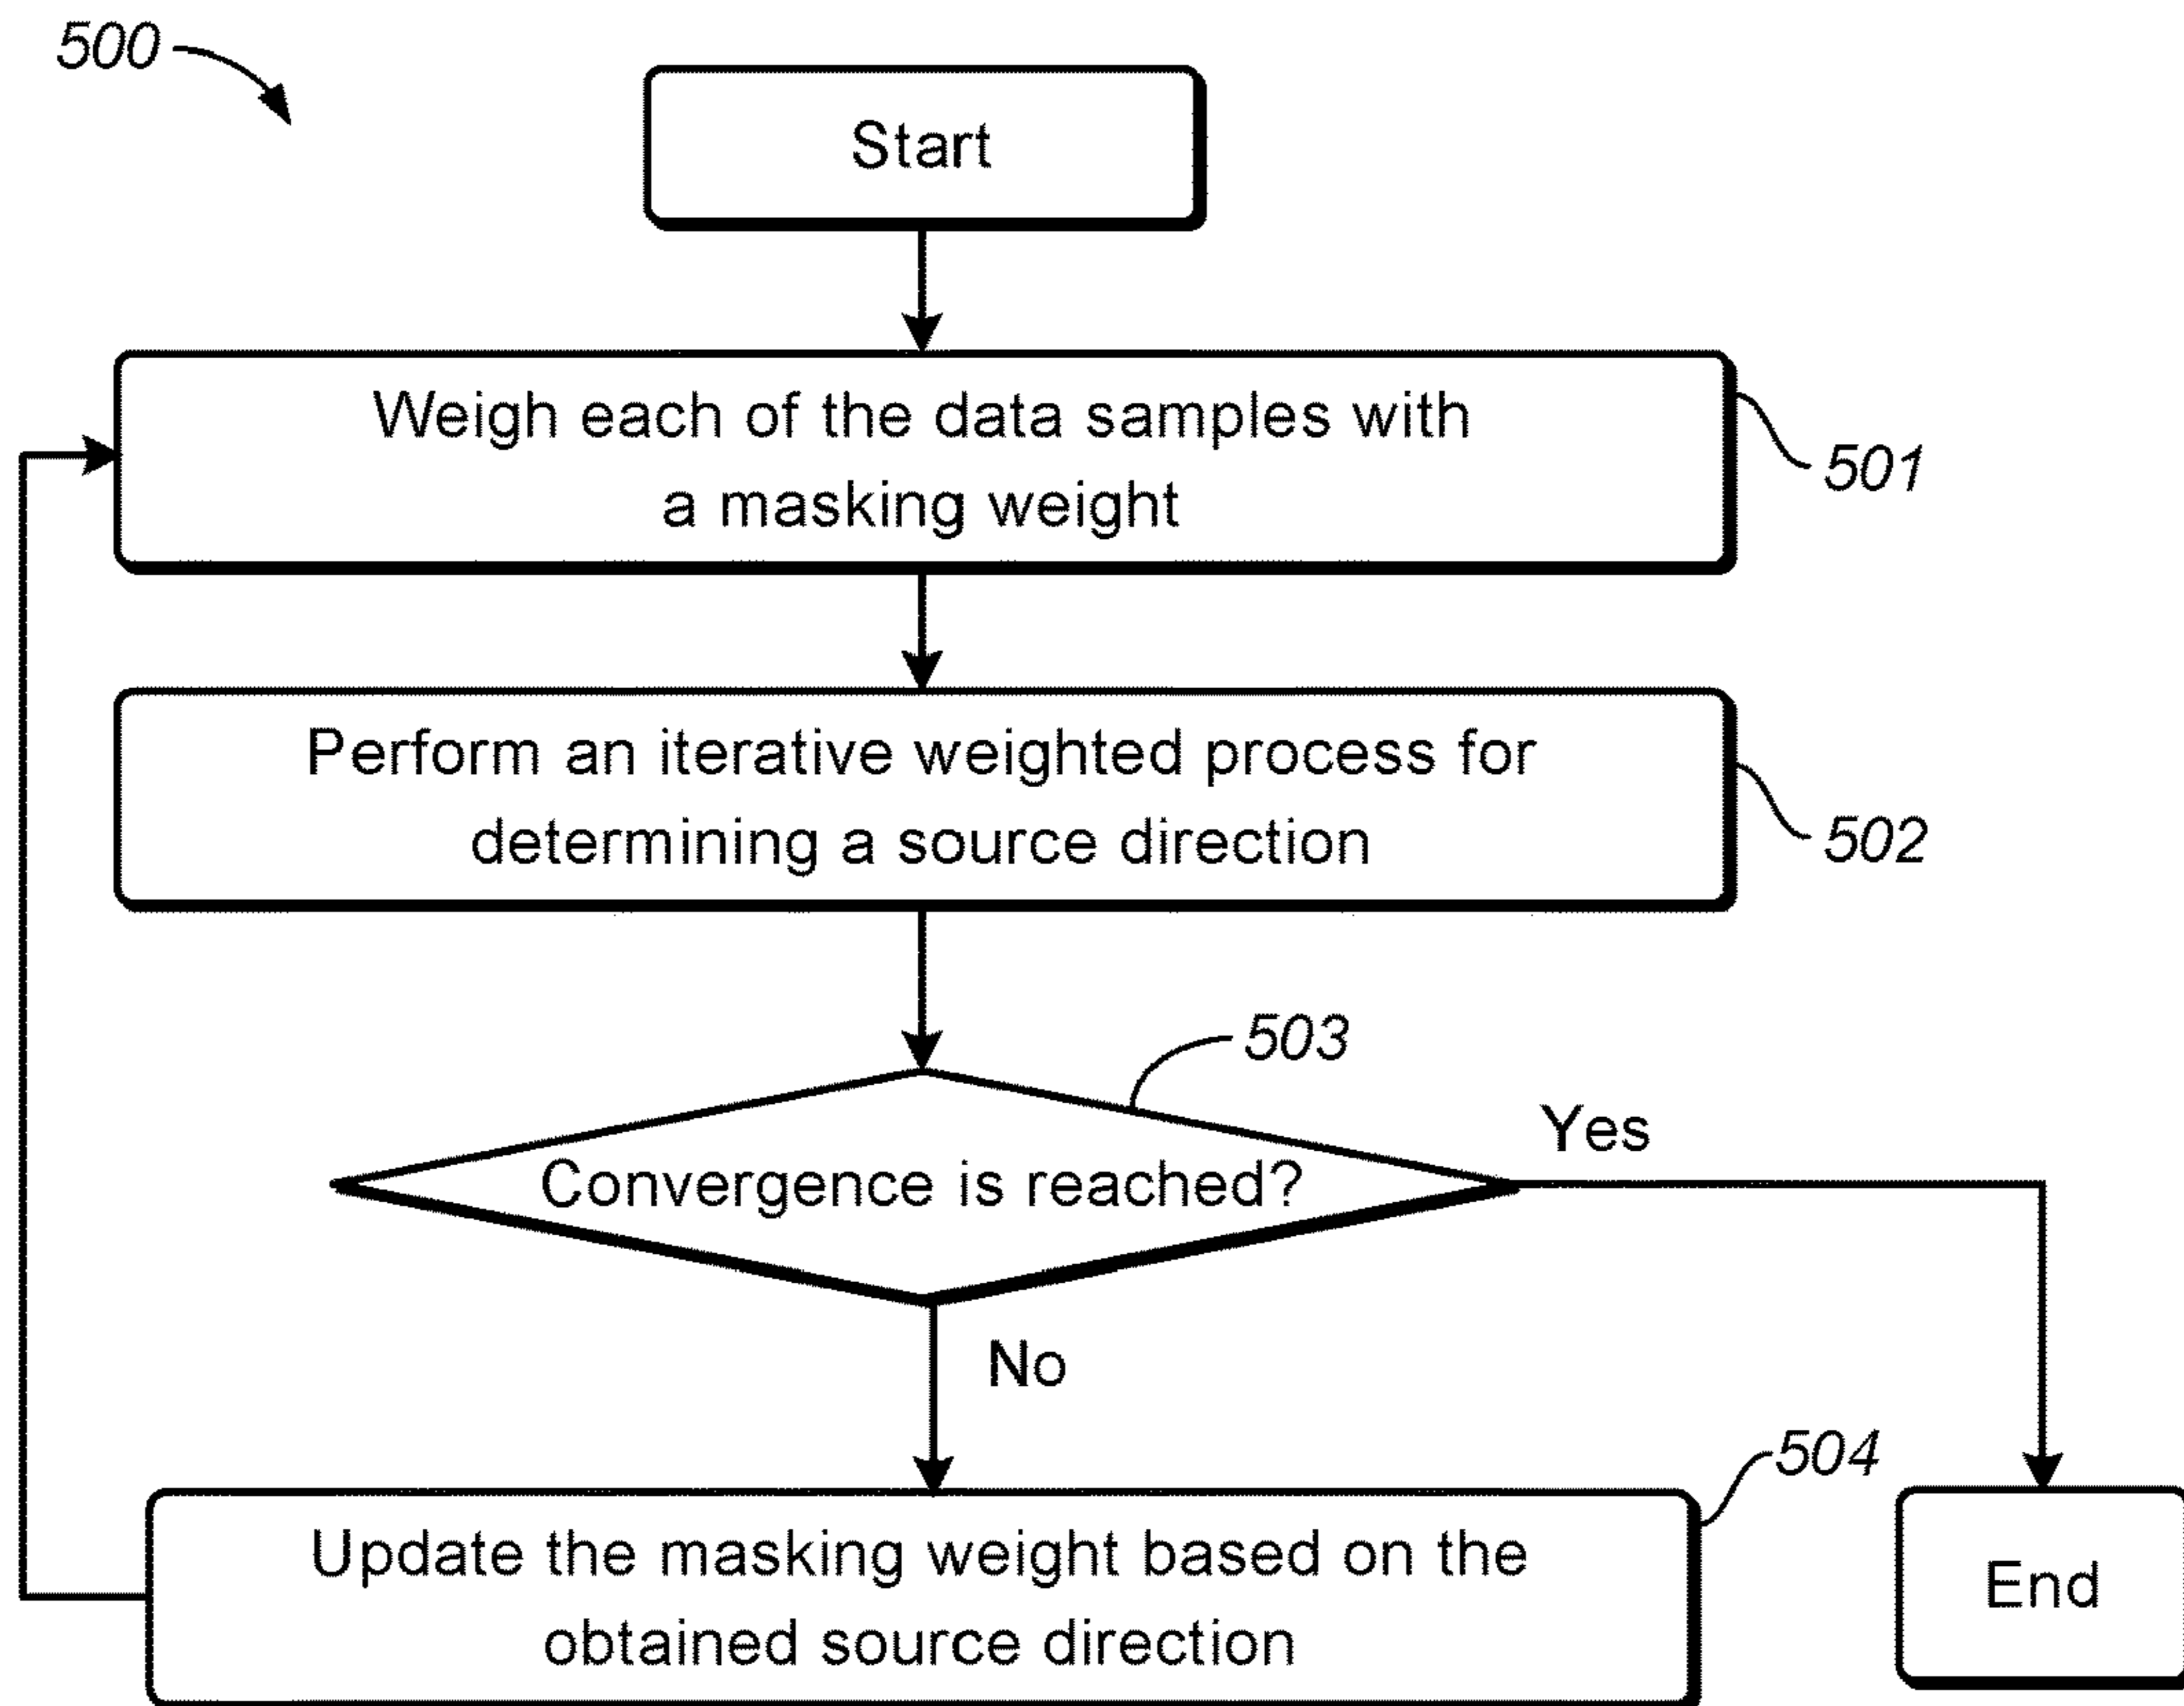 500
Start
Weigh each of the data samples with
a masking weight
501
Perform an iterative weighted process for
determining a source direction
502
503
Convergence is reached?
Yes
No
504
Update the masking weight based on the
obtained source direction
End